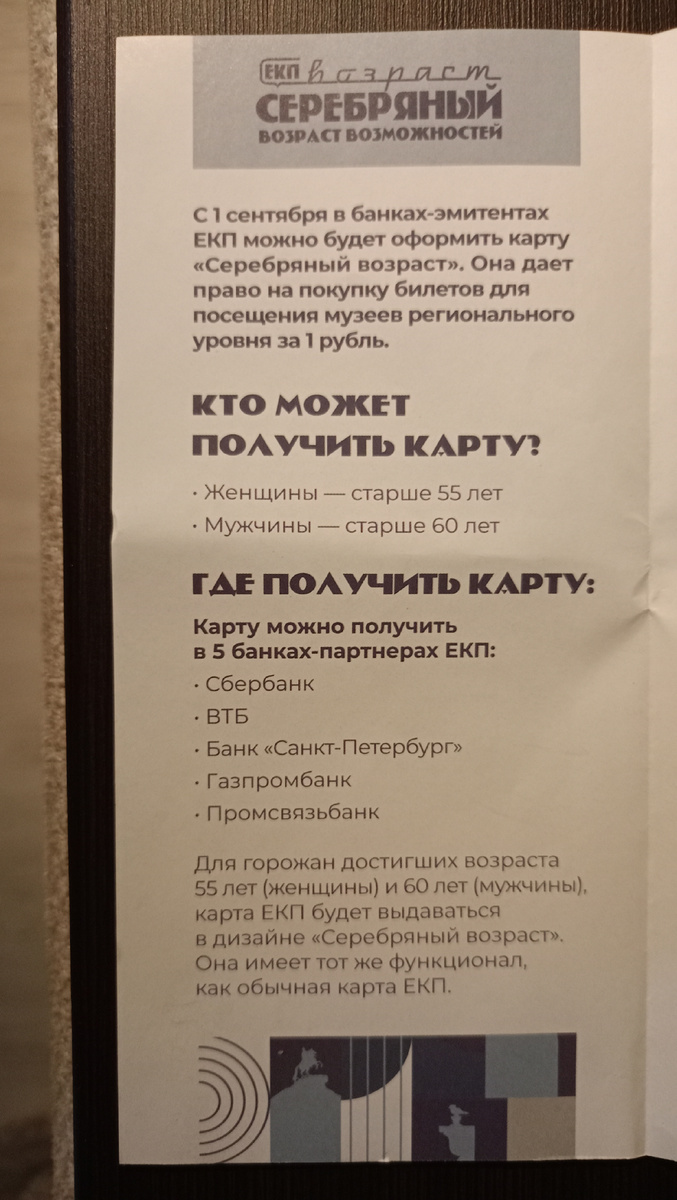 ЕКП возраст
СЕРЕБРЯНЫЙ
ВОЗРАСТ ВОЗМОЖНОСТЕЙ
С 1 сентября в банках-эмитентах
ЕКП можно будет оформить карту
«Серебряный возраст». Она дает
право на покупку билетов для
посещения музеев регионального
уровня за 1 рубль.
КТО МОЖЕТ
ПОЛУЧИТЬ КАРТУ?
· Женщины — старше 55 лет
· Мужчины — старше 60 лет
ГДЕ ПОЛУЧИТЬ КАРТУ:
Карту можно получить
в 5 банках-партнерах ЕКП:
· Сбербанк
· ВТБ
· Банк «Санкт-Петербург»
· Газпромбанк
· Промсвязьбанк
Для горожан достигших возраста
55 лет (женщины) и 60 лет (мужчины),
карта ЕКП будет выдаваться
в дизайне «Серебряный возраст».
Она имеет тот же функционал,
как обычная карта ЕКП.